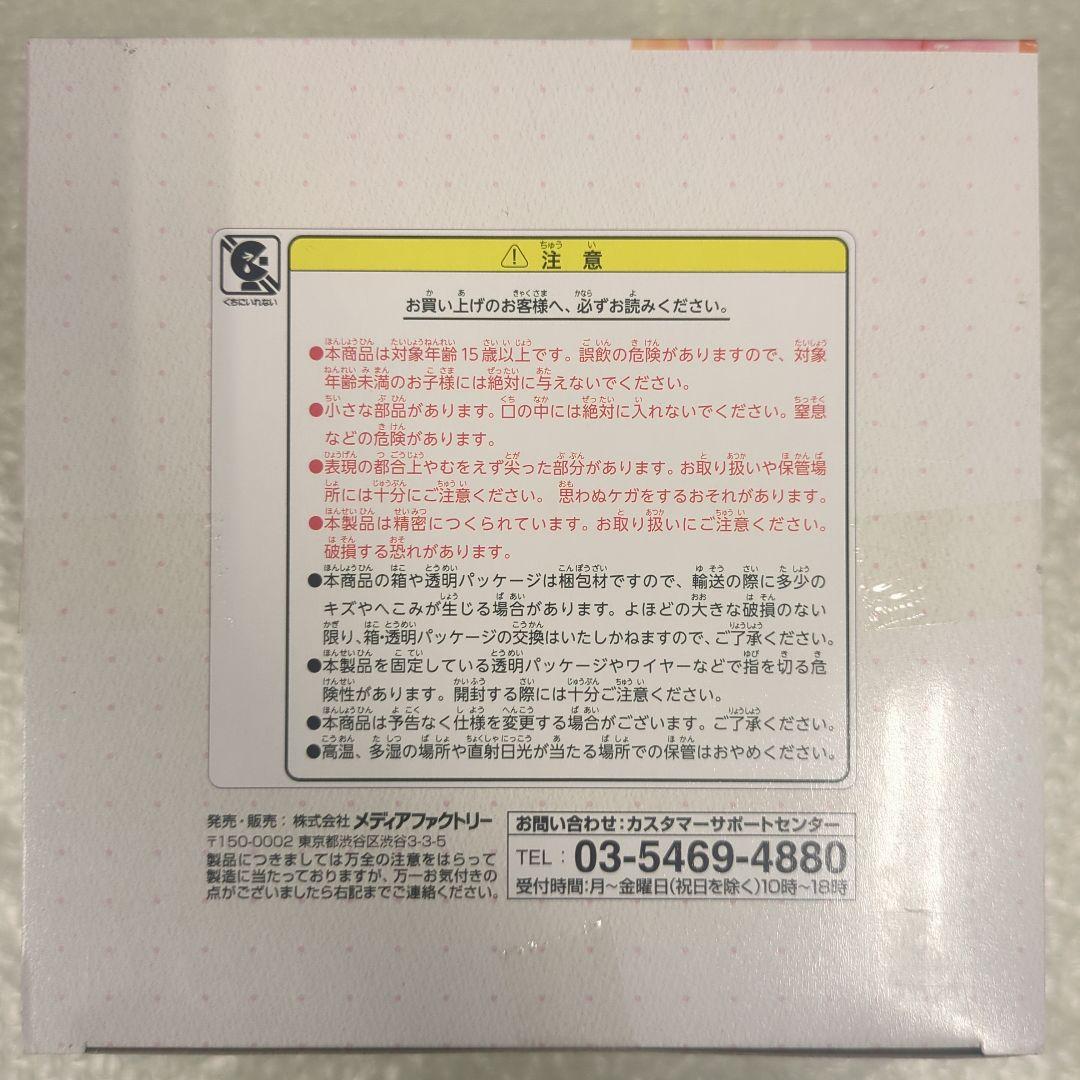 くちにいれない
注意
お買い上げのお客様へ、必ずお読みください。
●本商品は対象年齢15歳以上です。誤飲の危険がありますので、対象
年齢未満のお子様には絶対に与えないでください。
●小さな部品があります。口の中には絶対に入れないでください。窒息
などの危険があります。
●表現の都合上やむをえず尖った部分があります。お取り扱いや保管場
所には十分にご注意ください。 思わぬケガをするおそれがあります。
●本製品は精密につくられています。お取り扱いにご注意ください。
破損する恐れがあります。
●本商品の箱や透明パッケージは梱包材ですので、輸送の際に多少の
キズやへこみが生じる場合があります。よほどの大きな破損のない
限り、箱・透明パッケージの交換はいたしかねますので、ご了承ください。
●本製品を固定している透明パッケージやワイヤーなどで指を切る危
険性があります。開封する際には十分ご注意ください。
●本商品は予告なく仕様を変更する場合がございます。ご了承ください。
●高温、多湿の場所や直射日光が当たる場所での保管はおやめください。
発売・販売：株式会社 メディアファクトリー
〒150-0002 東京都渋谷区渋谷3-3-5
製品につきましては万全の注意をはらって
製造に当たっておりますが、万一お気付きの
点がございましたら右記までご連絡ください。
お問い合わせ：カスタマーサポートセンター
TEL：03-5469-4880
受付時間：月〜金曜日(祝日を除く)10時〜18時